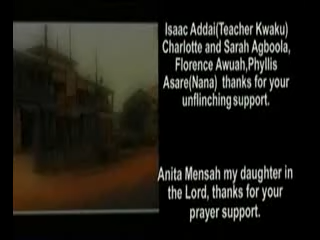 Isaac Addai(Teacher Kwaku)
Charlotte and Sarah Agboola,
Florence Awuah,Phyllis
Asare(Nana) thanks for your
unflinching support.
Anita Mensah my daughter in
the Lord, thanks for your
prayer support.